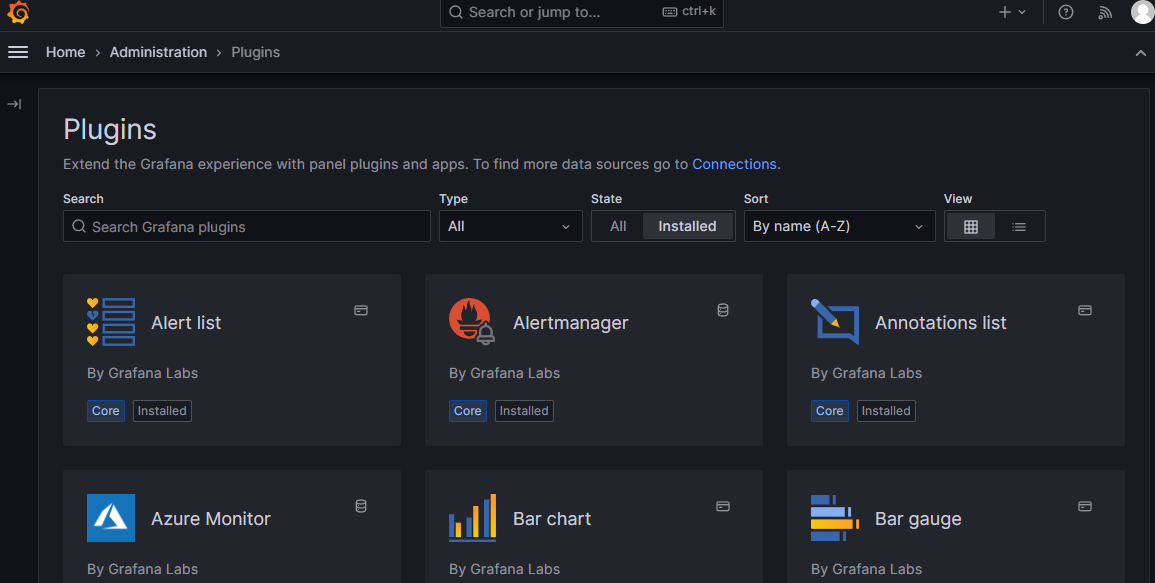 Search or jump to... ctrl+k
Home › Administration › Plugins
Plugins
Extend the Grafana experience with panel plugins and apps. To find more data sources go to Connections.
Search Type State Sort View
Search Grafana plugins All All Installed By name (A-Z)
Alert list Alertmanager Annotations list
By Grafana Labs By Grafana Labs By Grafana Labs
Core Installed Core Installed Core Installed
Azure Monitor Bar chart Bar gauge
By Grafana Labs By Grafana Labs By Grafana Labs